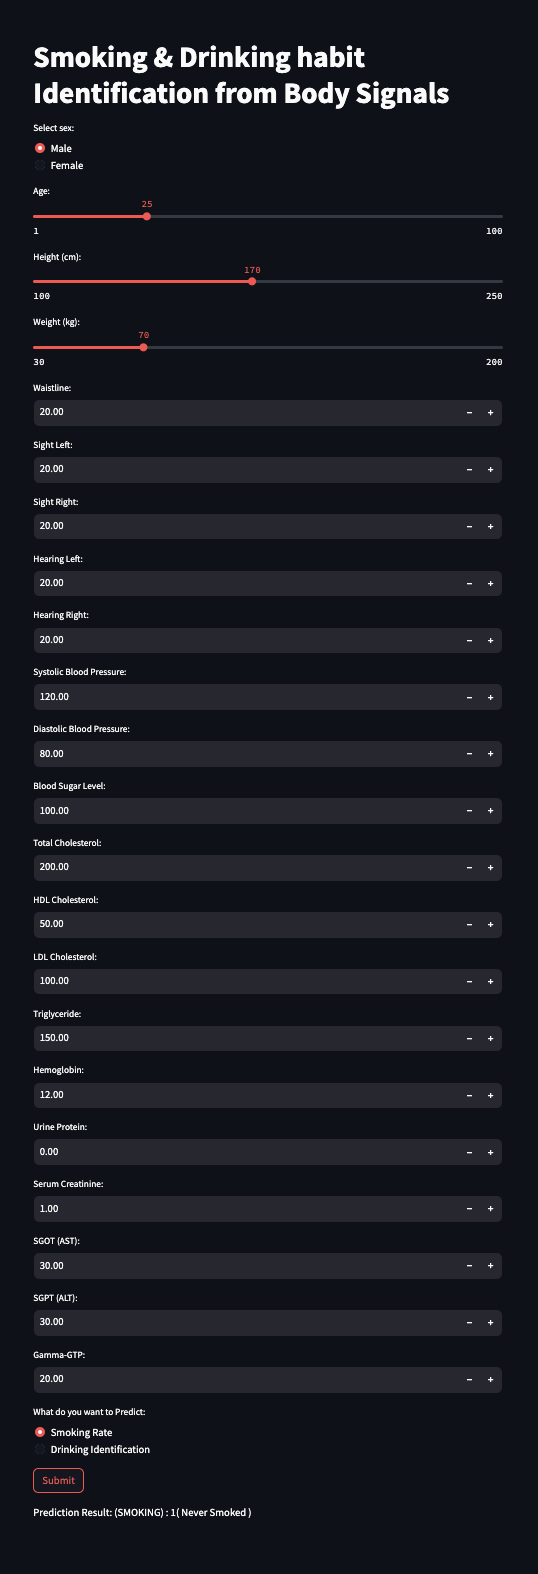 Smoking & Drinking habit
Identification from Body Signals
Select sex:
Male
Female
Age:
25
1 100
Height (cm):
170
100 250
Weight (kg):
70
30 200
Waistline:
20.00 − +
Sight Left:
20.00 − +
Sight Right:
20.00 − +
Hearing Left:
20.00 − +
Hearing Right:
20.00 − +
Systolic Blood Pressure:
120.00 − +
Diastolic Blood Pressure:
80.00 − +
Blood Sugar Level:
100.00 − +
Total Cholesterol:
200.00 − +
HDL Cholesterol:
50.00 − +
LDL Cholesterol:
100.00 − +
Triglyceride:
150.00 − +
Hemoglobin:
12.00 − +
Urine Protein:
0.00 − +
Serum Creatinine:
1.00 − +
SGOT (AST):
30.00 − +
SGPT (ALT):
30.00 − +
Gamma-GTP:
20.00 − +
What do you want to Predict:
Smoking Rate
Drinking Identification
Submit
Prediction Result: (SMOKING) : 1( Never Smoked )